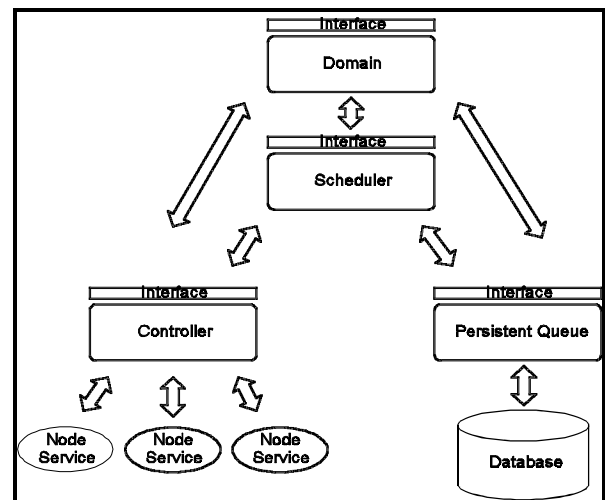 Interface
Domain
Interface
Scheduler
Interface
Controller
Interface
Persistent Queue
Node
Service
Node
Service
Node
Service
Database